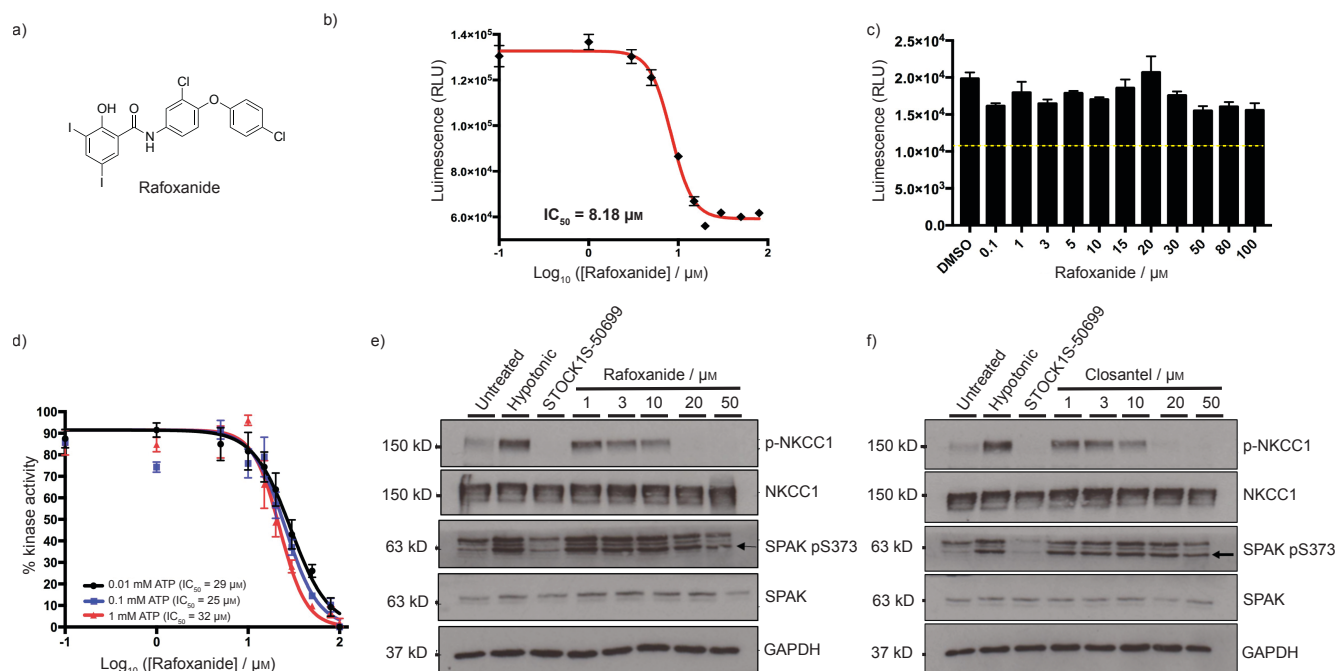 a)
OH
O
I
N
H
I
Cl
O
Cl
Rafoxanide
b)
1.4×10⁵
1.2×10⁵
1.0×10⁵
8.0×10⁴
6.0×10⁴
Luimescence (RLU)
IC₅₀ = 8.18 µM
-1 0 1 2
Log₁₀ ([Rafoxanide] / µM)
c)
2.5×10⁴
2.0×10⁴
1.5×10⁴
1.0×10⁴
5.0×10³
0.0
Luimescence (RLU)
DMSO 0.1 1 3 5 10 15 20 30 50 80 100
Rafoxanide / µM
d)
100
90
80
70
60
50
40
30
20
10
0
% kinase activity
0.01 mM ATP (IC₅₀ = 29 µM)
0.1 mM ATP (IC₅₀ = 25 µM)
1 mM ATP (IC₅₀ = 32 µM)
-1 0 1 2
Log₁₀ ([Rafoxanide] / µM)
e)
Untreated
Hypotonic
STOCK1S-50699
Rafoxanide / µM
1 3 10 20 50
150 kD p-NKCC1
150 kD NKCC1
63 kD SPAK pS373
63 kD SPAK
37 kD GAPDH
f)
Untreated
Hypotonic
STOCK1S-50699
Closantel / µM
1 3 10 20 50
150 kD p-NKCC1
150 kD NKCC1
63 kD SPAK pS373
63 kD SPAK
37 kD GAPDH